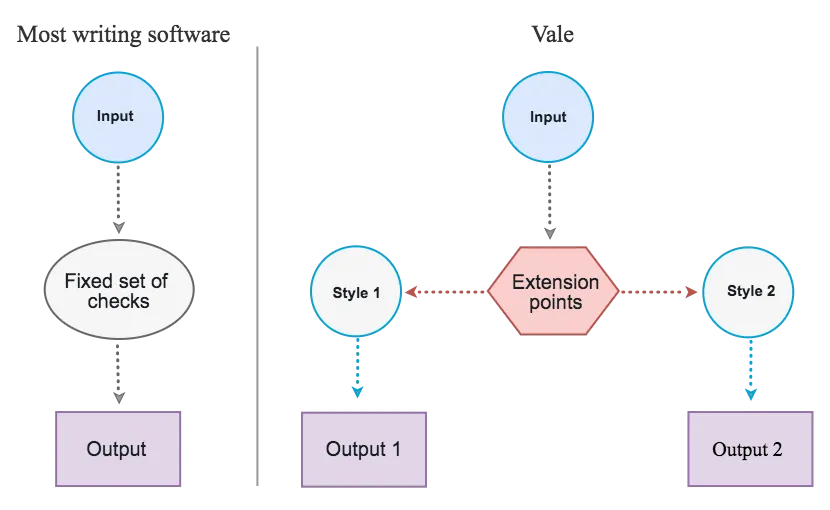 Most writing software
Input
Fixed set of
checks
Output
Vale
Input
Extension
points
Style 1
Style 2
Output 1
Output 2